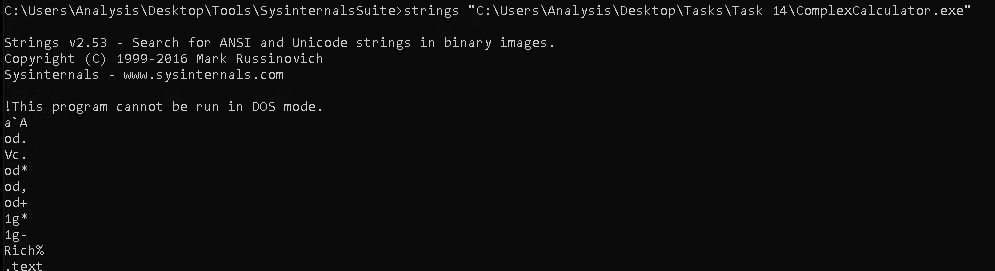 C:\Users\Analysis\Desktop\Tools\SysinternalsSuite>strings "C:\Users\Analysis\Desktop\Tasks\Task 14\ComplexCalculator.exe"
Strings v2.53 - Search for ANSI and Unicode strings in binary images.
Copyright (C) 1999-2016 Mark Russinovich
Sysinternals - www.sysinternals.com
!This program cannot be run in DOS mode.
a`A
od.
Vc.
od*
od,
od+
1g*
1g-
Rich%
.text